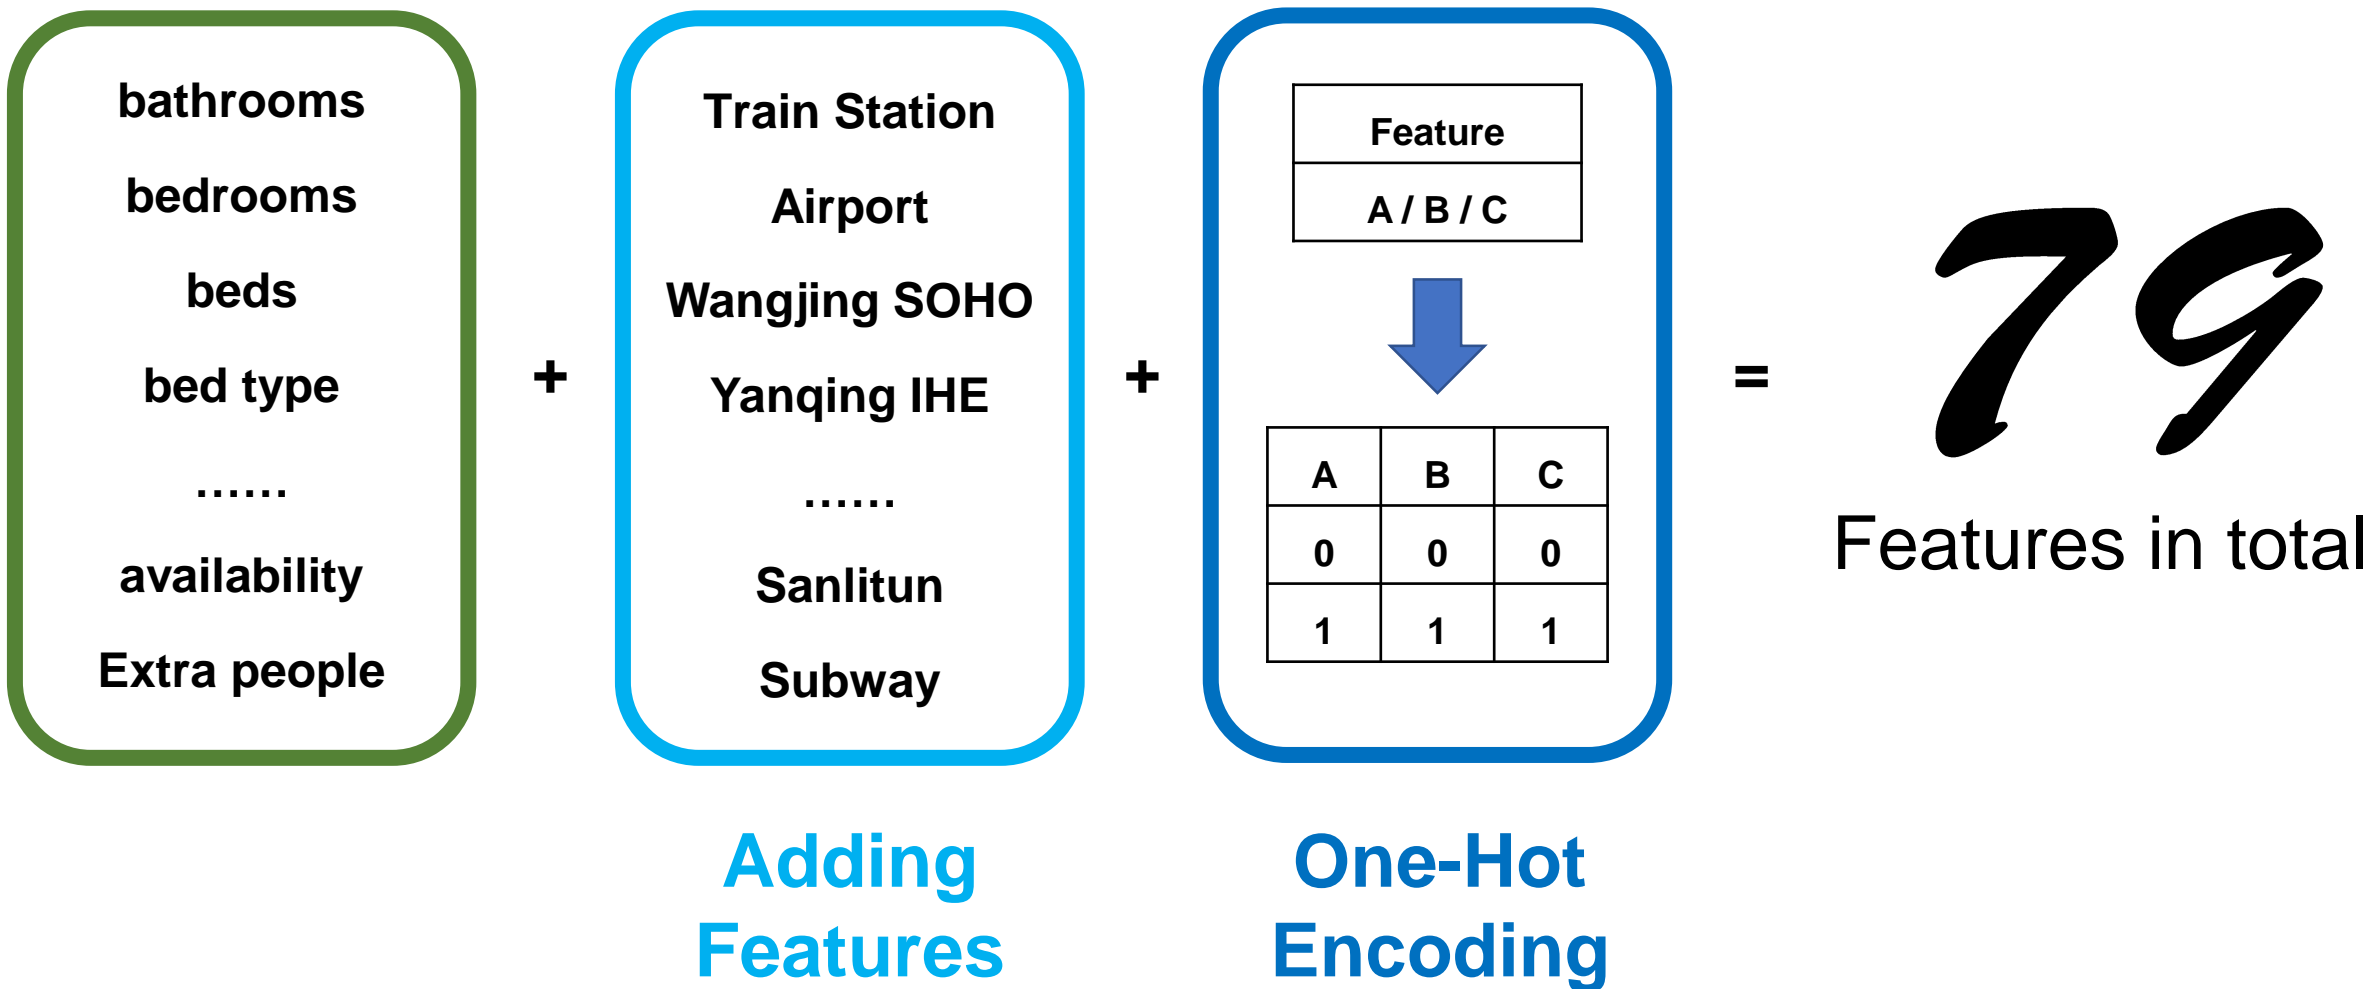 bathrooms
bedrooms
beds
bed type
……
availability
Extra people
+
Train Station
Airport
Wangjing SOHO
Yanqing IHE
……
Sanlitun
Subway
Adding
Features
+
Feature
A / B / C
A B C
0 0 0
1 1 1
One-Hot
Encoding
=
79
Features in total